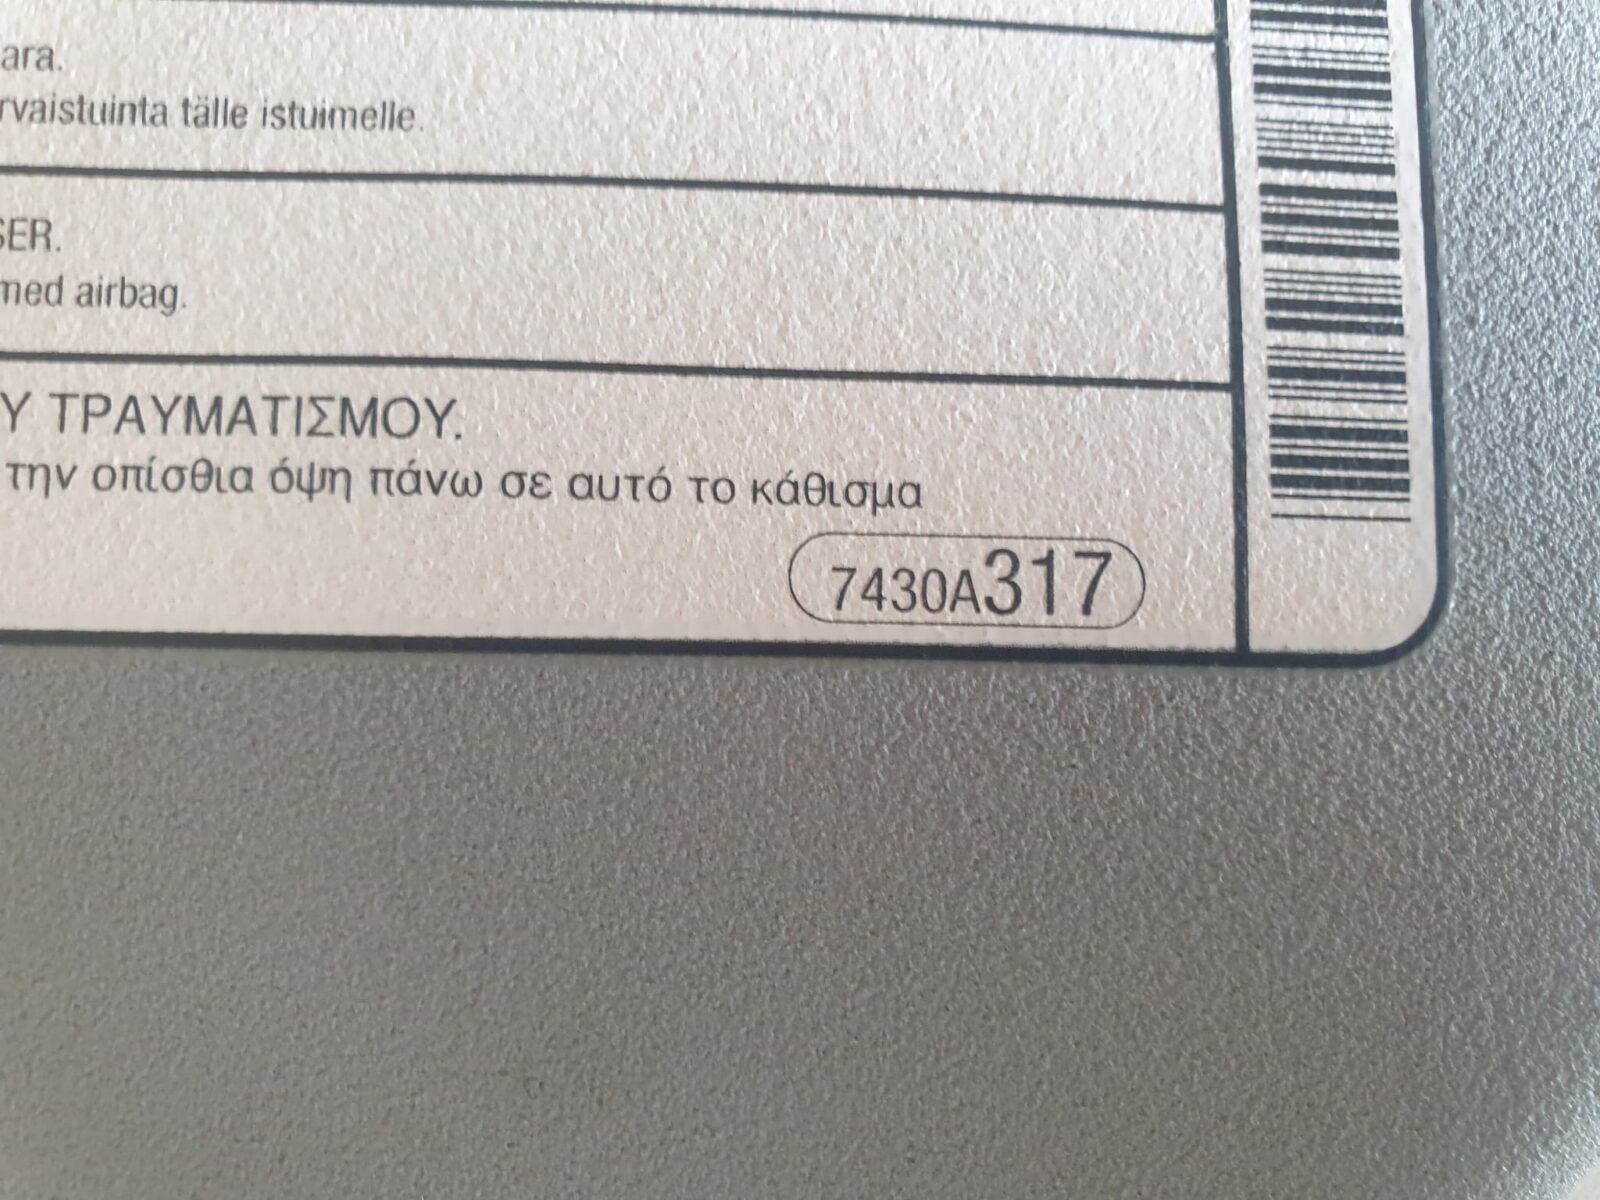 ara.
rvaistuinta tälle istuimelle.
SER.
med airbag.
Υ ΤΡΑΥΜΑΤΙΣΜΟΥ.
την οπίσθια όψη πάνω σε αυτό το κάθισμα
7430A317